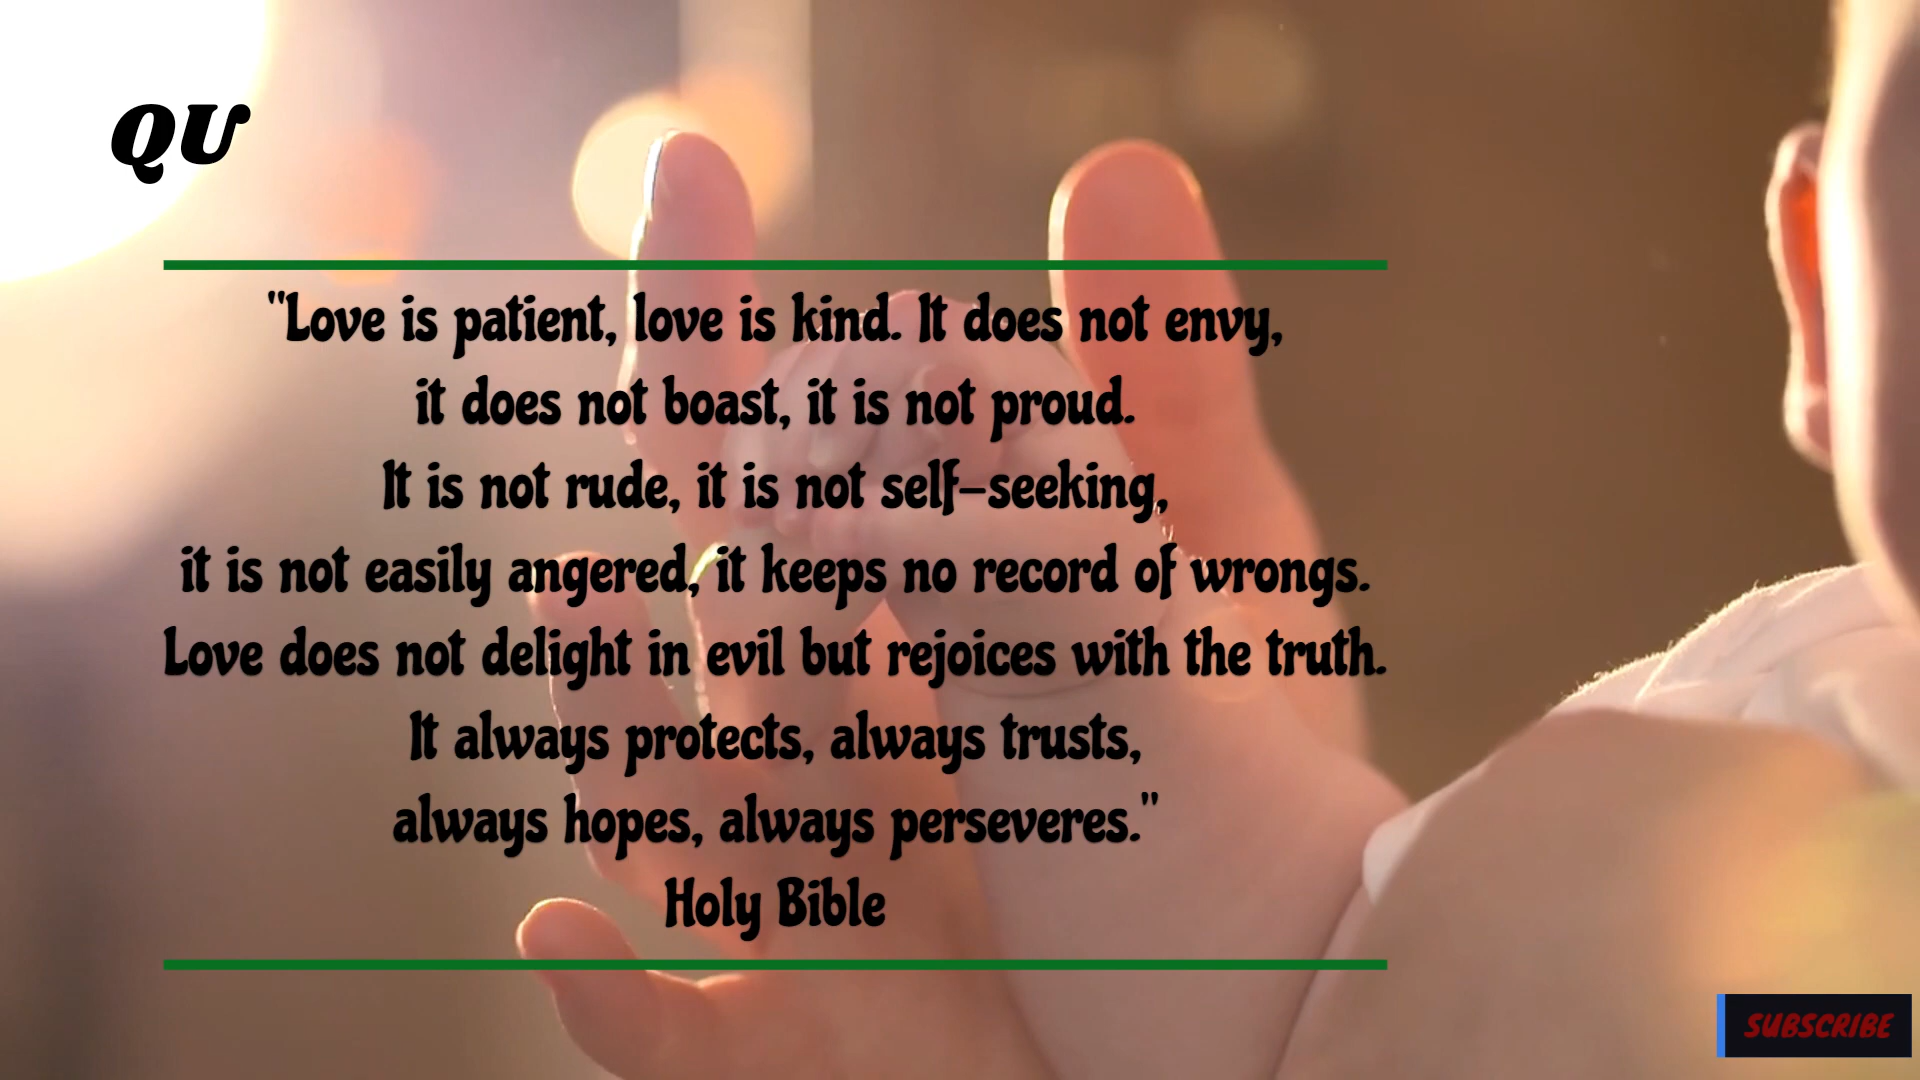 QU
"Love is patient, love is kind. It does not envy,
it does not boast, it is not proud.
It is not rude, it is not self-seeking,
it is not easily angered, it keeps no record of wrongs.
Love does not delight in evil but rejoices with the truth.
It always protects, always trusts,
always hopes, always perseveres."
Holy Bible
SUBSCRIBE